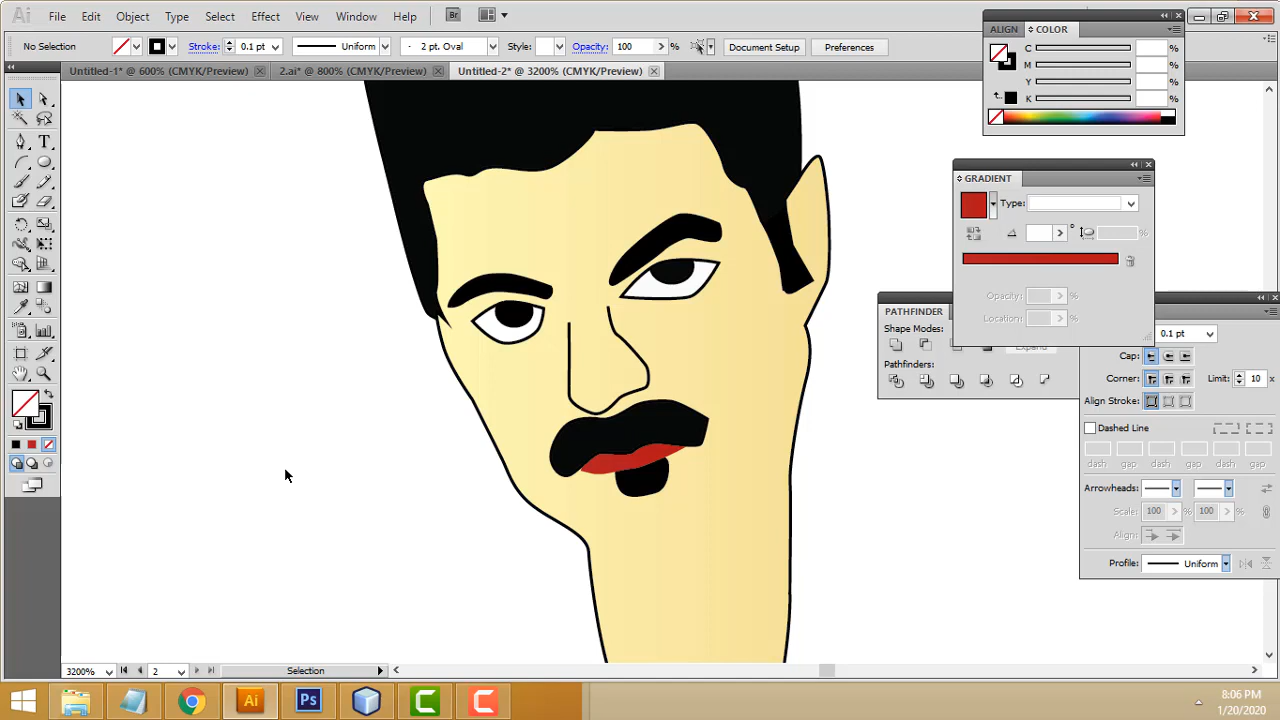 Ai File Edit Object Type Select Effect View Window Help Br
No Selection Stroke: 0.1 pt Uniform 2 pt. Oval Style: Opacity: 100 % Document Setup Preferences
Untitled-1* @ 600% (CMYK/Preview) 2.ai* @ 800% (CMYK/Preview) Untitled-2* @ 3200% (CMYK/Preview)
ALIGN COLOR
C %
M %
Y %
K %
GRADIENT
Type:
%
Opacity: %
Location: %
PATHFINDER
Shape Modes:
Expand
Pathfinders:
0.1 pt
Cap:
Corner: Limit: 10 x
Align Stroke:
Dashed Line
dash gap dash gap dash gap
Arrowheads:
Scale: 100 % 100 %
Align:
Profile: Uniform
T
3200% 2 Selection
Ai Ps C C
8:06 PM
1/20/2020